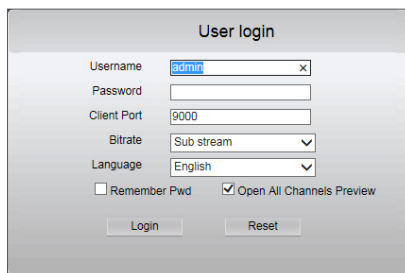 User login
Username admin
Password
Client Port 9000
Bitrate Sub stream
Language English
Remember Pwd Open All Channels Preview
Login Reset